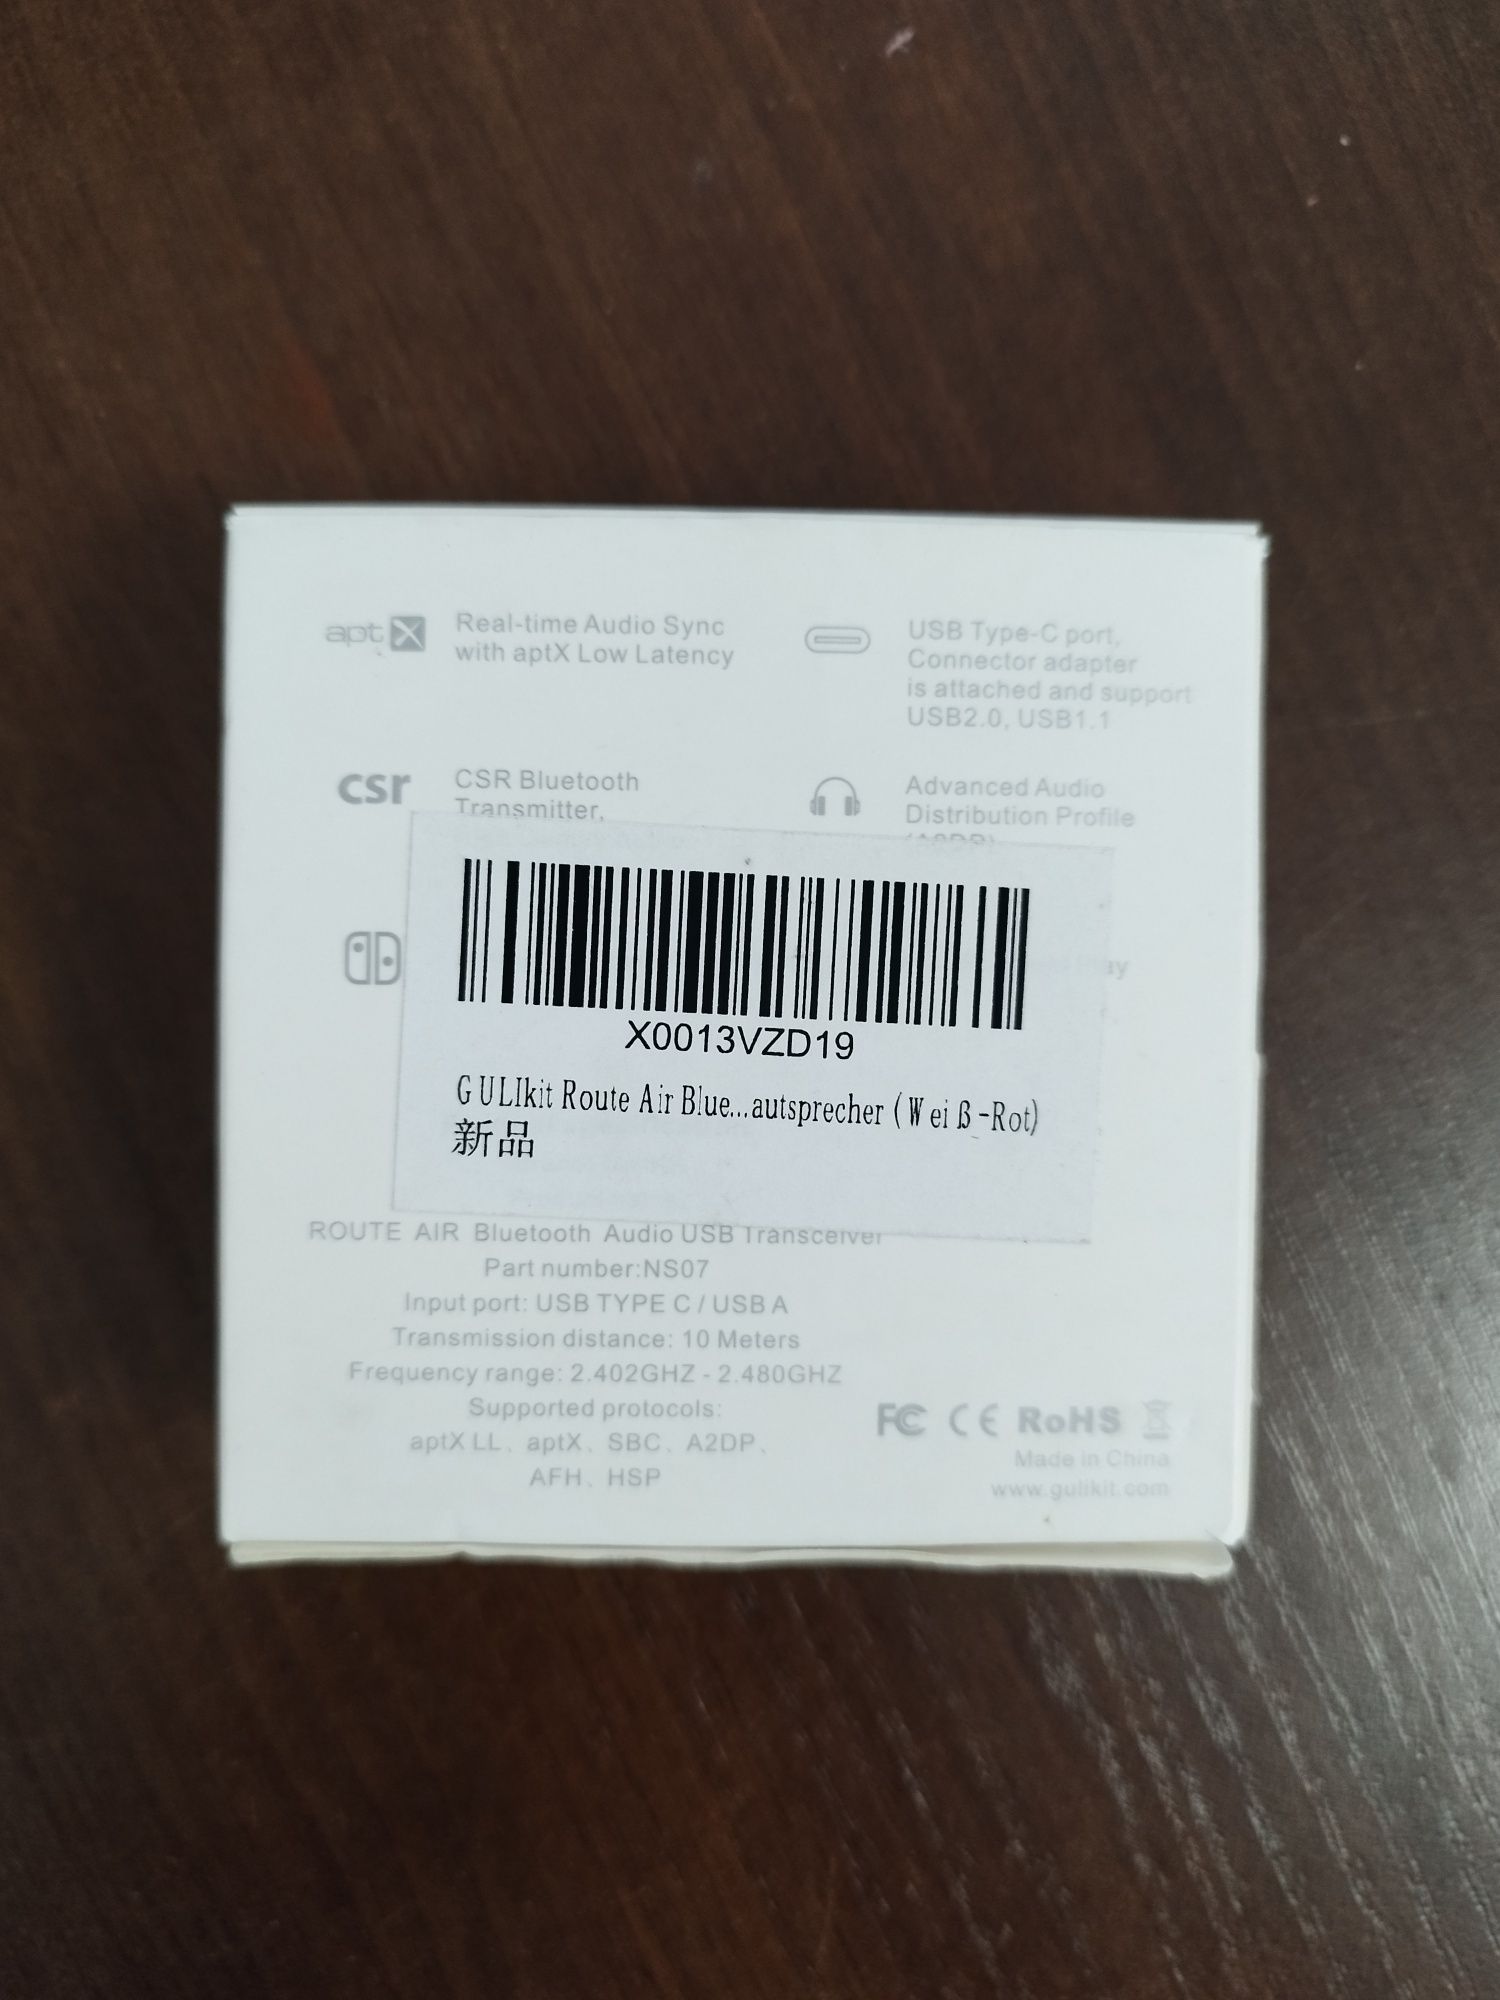 aptX
Real-time Audio Sync
with aptX Low Latency
USB Type-C port,
Connector adapter
is attached and support
USB2.0, USB1.1
csr
CSR Bluetooth
Transmitter,
Advanced Audio
Distribution Profile
X0013VZD19
GULIkit Route Air Blue...autsprecher (Weiß-Rot)
新品
ROUTE AIR Bluetooth Audio USB Transceiver
Part number:NS07
Input port: USB TYPE C / USB A
Transmission distance: 10 Meters
Frequency range: 2.402GHZ - 2.480GHZ
Supported protocols:
aptX LL、aptX、SBC、A2DP、
AFH、HSP
FC CE RoHS
Made in China
www.gulikit.com